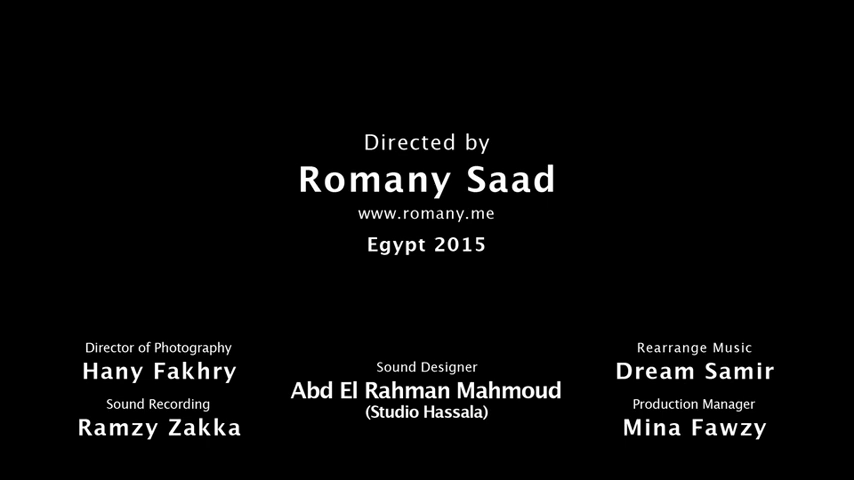 Directed by
Romany Saad
www.romany.me
Egypt 2015
Director of Photography
Hany Fakhry
Sound Recording
Ramzy Zakka
Sound Designer
Abd El Rahman Mahmoud
(Studio Hassala)
Rearrange Music
Dream Samir
Production Manager
Mina Fawzy